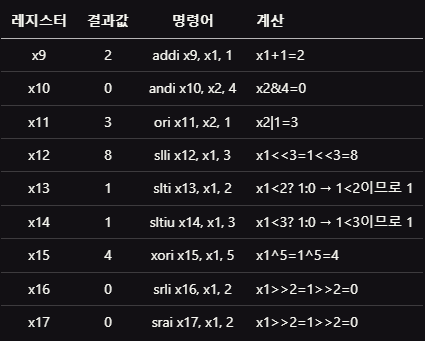 레지스터 결과값 명령어 계산
x9 2 addi x9, x1, 1 x1+1=2
x10 0 andi x10, x2, 4 x2&4=0
x11 3 ori x11, x2, 1 x2|1=3
x12 8 slli x12, x1, 3 x1<<3=1<<3=8
x13 1 slti x13, x1, 2 x1<2? 1:0 → 1<2이므로 1
x14 1 sltiu x14, x1, 3 x1<3? 1:0 → 1<3이므로 1
x15 4 xori x15, x1, 5 x1^5=1^5=4
x16 0 srli x16, x1, 2 x1>>2=1>>2=0
x17 0 srai x17, x1, 2 x1>>2=1>>2=0